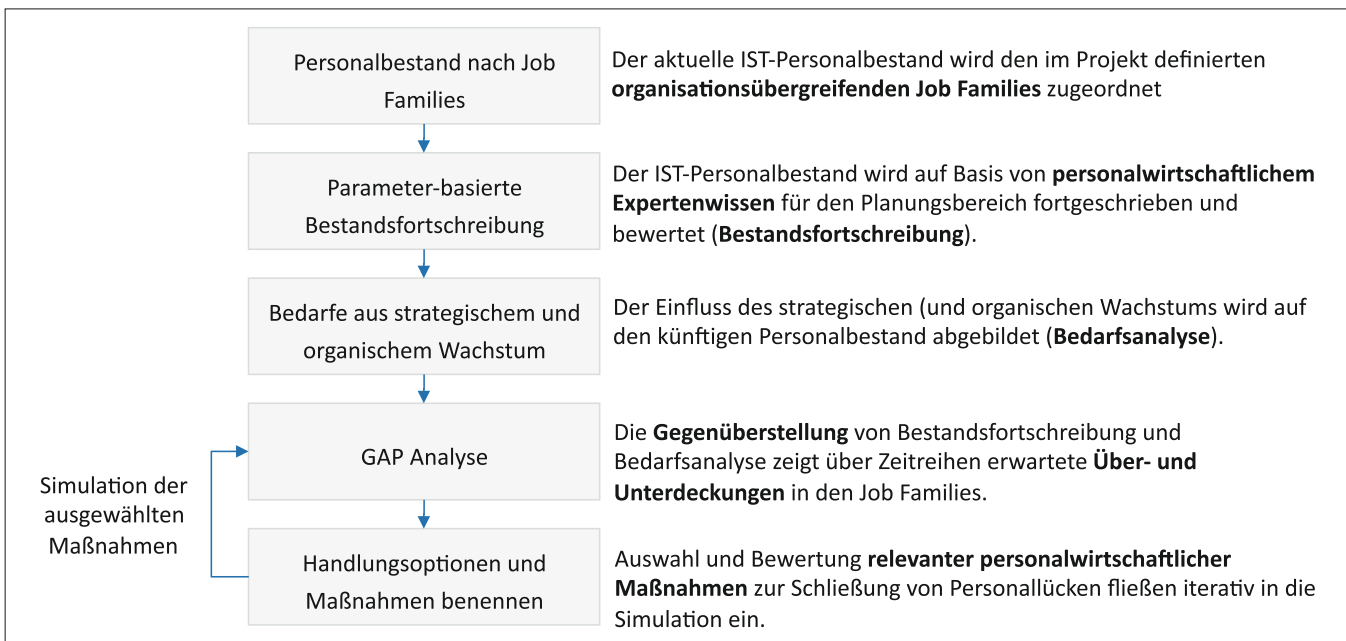 Personalbestand nach Job
Families
Der aktuelle IST-Personalbestand wird den im Projekt definierten
organisationsübergreifenden Job Families zugeordnet
Parameter-basierte
Bestandsfortschreibung
Der IST-Personalbestand wird auf Basis von personalwirtschaftlichem
Expertenwissen für den Planungsbereich fortgeschrieben und
bewertet (Bestandsfortschreibung).
Bedarfe aus strategischem und
organischem Wachstum
Der Einfluss des strategischen (und organischen Wachstums wird auf
den künftigen Personalbestand abgebildet (Bedarfsanalyse).
GAP Analyse
Die Gegenüberstellung von Bestandsfortschreibung und
Bedarfsanalyse zeigt über Zeitreihen erwartete Über- und
Unterdeckungen in den Job Families.
Simulation der
ausgewählten
Maßnahmen
Handlungsoptionen und
Maßnahmen benennen
Auswahl und Bewertung relevanter personalwirtschaftlicher
Maßnahmen zur Schließung von Personallücken fließen iterativ in die
Simulation ein.